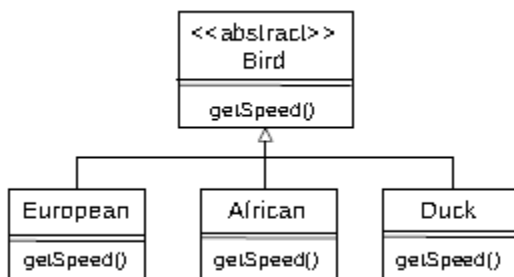 <<abstract>>
Bird
getSpeed()
European
African
Duck
getSpeed()
getSpeed()
getSpeed()